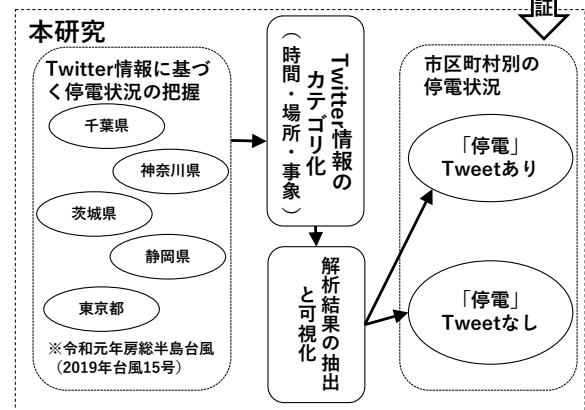 証
本研究
Twitter情報に基づ
く停電状況の把握
千葉県
神奈川県
茨城県
静岡県
東京都
※令和元年房総半島台風
（2019年台風15号）
Twitter情報の
カテゴリ化
（時間・場所・事象）
解析結果の抽出
と可視化
市区町村別の
停電状況
「停電」
Tweetあり
「停電」
Tweetなし